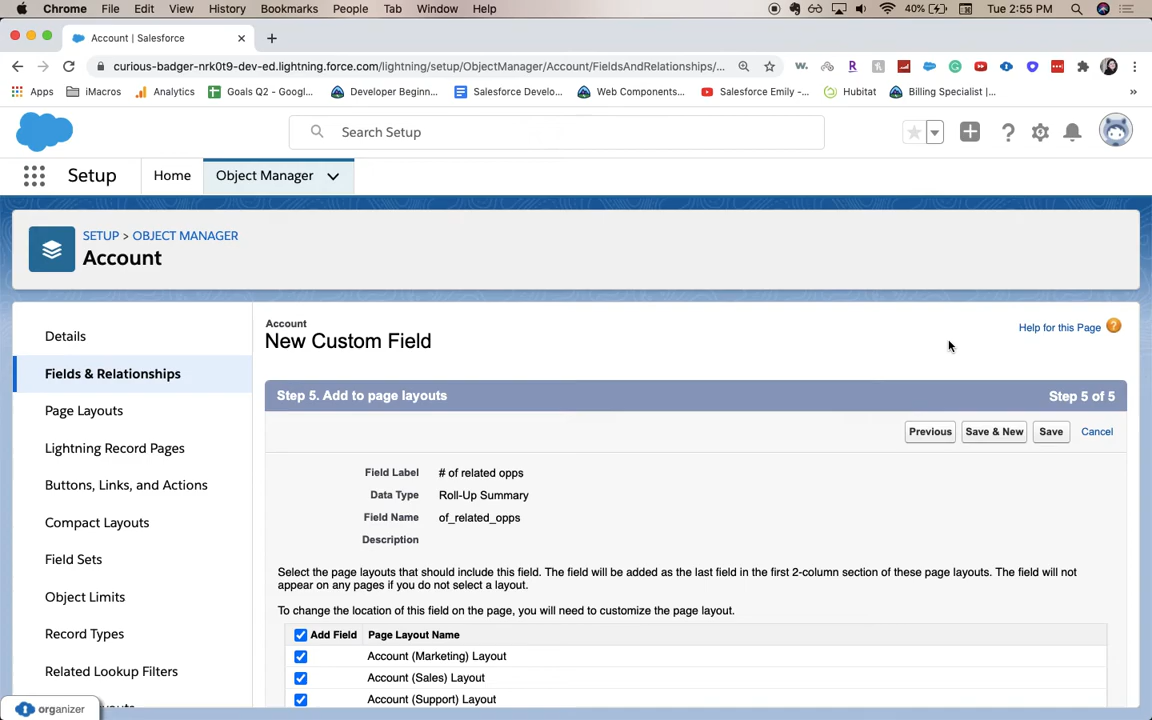 Chrome File Edit View History Bookmarks People Tab Window Help 40% Tue 2:55 PM
Account | Salesforce
curious-badger-nrk0t9-dev-ed.lightning.force.com/lightning/setup/ObjectManager/Account/FieldsAndRelationships/...
Apps iMacros Analytics Goals Q2 - Googl... Developer Beginn... Salesforce Develo... Web Components... Salesforce Emily -... Hubitat Billing Specialist |... »
Search Setup
Setup Home Object Manager
SETUP > OBJECT MANAGER
Account
Details
Fields & Relationships
Page Layouts
Lightning Record Pages
Buttons, Links, and Actions
Compact Layouts
Field Sets
Object Limits
Record Types
Related Lookup Filters
organizer
Account
New Custom Field
Help for this Page ?
Step 5. Add to page layouts Step 5 of 5
Previous Save & New Save Cancel
Field Label # of related opps
Data Type Roll-Up Summary
Field Name of_related_opps
Description
Select the page layouts that should include this field. The field will be added as the last field in the first 2-column section of these page layouts. The field will not
appear on any pages if you do not select a layout.
To change the location of this field on the page, you will need to customize the page layout.
Add Field Page Layout Name
Account (Marketing) Layout
Account (Sales) Layout
Account (Support) Layout